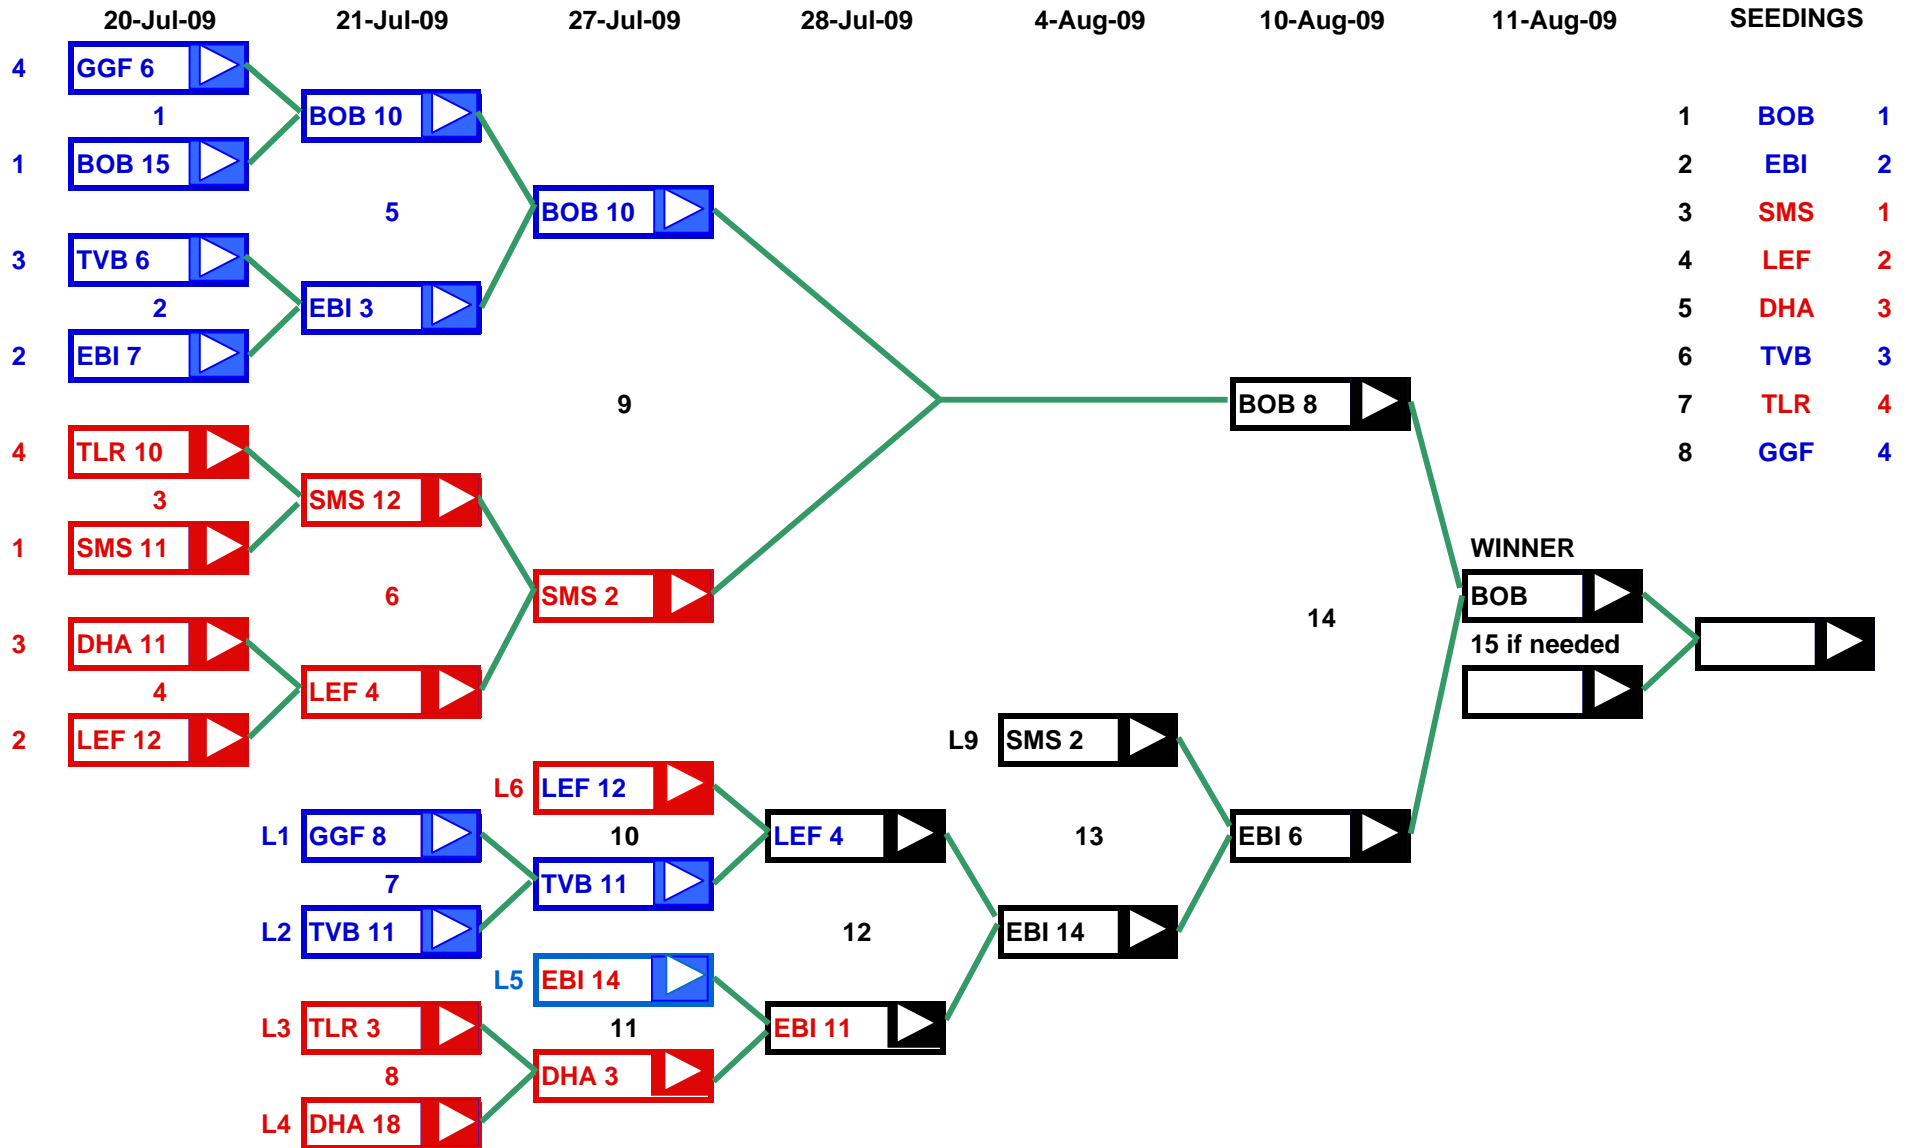 20-Jul-09 21-Jul-09 27-Jul-09 28-Jul-09 4-Aug-09 10-Aug-09 11-Aug-09 SEEDINGS
4 GGF 6
1 BOB 10 1 BOB 1
1 BOB 15 2 EBI 2
5 BOB 10 3 SMS 1
3 TVB 6 4 LEF 2
2 EBI 3 5 DHA 3
2 EBI 7 6 TVB 3
9 BOB 8 7 TLR 4
4 TLR 10 8 GGF 4
3 SMS 12
1 SMS 11 WINNER
6 SMS 2 14 BOB
3 DHA 11 15 if needed
4 LEF 4
2 LEF 12 L9 SMS 2
L6 LEF 12
L1 GGF 8 10 LEF 4 13 EBI 6
7 TVB 11
L2 TVB 11 12 EBI 14
L5 EBI 14
L3 TLR 3 11 EBI 11
8 DHA 3
L4 DHA 18